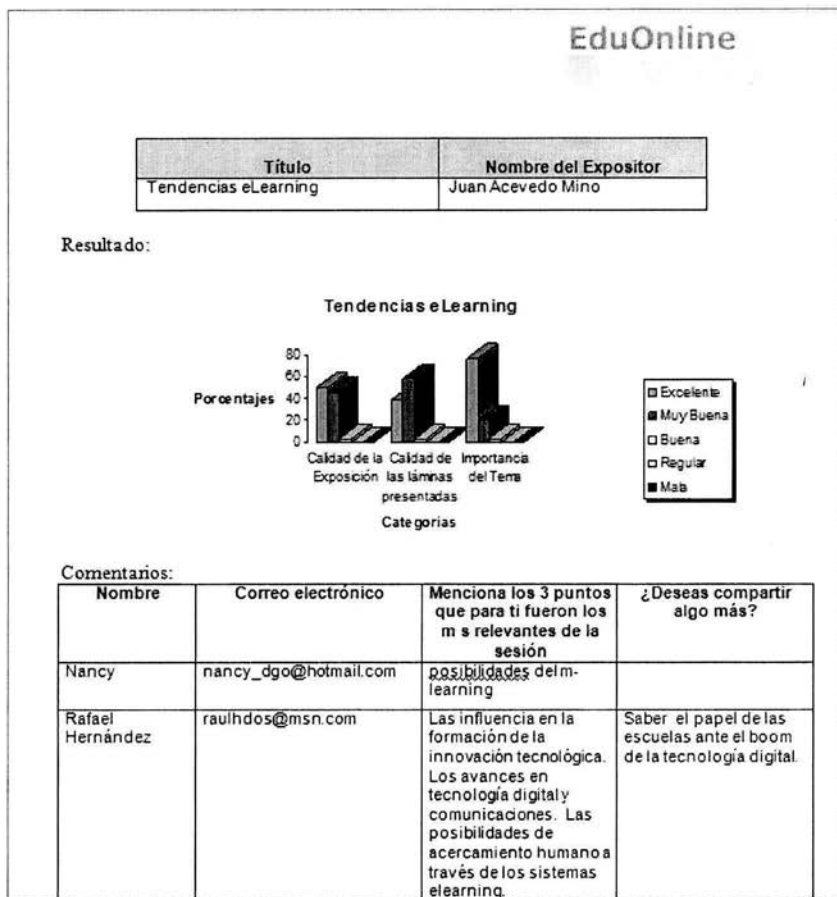 EduOnline
Título Nombre del Expositor
Tendencias eLearning Juan Acevedo Mino
Resultado:
Tendencias eLearning
80
60
Porcentajes 40
20
0
Calidad de la Calidad de Importancia
Exposición las láminas del Tema
presentadas
Categorias
Excelente
Muy Buena
Buena
Regular
Mala
Comentarios:
Nombre Correo electrónico Menciona los 3 puntos ¿Deseas compartir
que para ti fueron los algo más?
m s relevantes de la
sesión
Nancy nancy_dgo@hotmail.com posibilidades del m-
learning
Rafael raulhdos@msn.com Las influencia en la Saber el papel de las
Hernández formación de la escuelas ante el boom
innovación tecnológica. de la tecnología digital.
Los avances en
tecnología digital y
comunicaciones. Las
posibilidades de
acercamiento humano a
través de los sistemas
elearning.